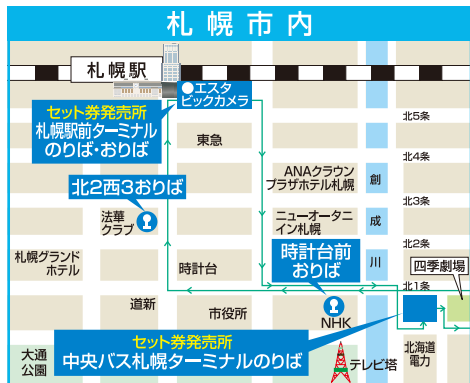 札幌市内
札幌駅
●エスタ
ビックカメラ
セット券発売所
札幌駅前ターミナル
のりば・おりば
東急
北5条
北4条
ANAクラウン
プラザホテル札幌
創成川
北2西3おりば
法華
クラブ
ニューオータニ
イン札幌
北3条
北2条
札幌グランド
ホテル
時計台
時計台前
おりば
四季劇場
北1条
道新
市役所
NHK
セット券発売所
中央バス札幌ターミナルのりば
大通
公園
テレビ塔
北海道
電力